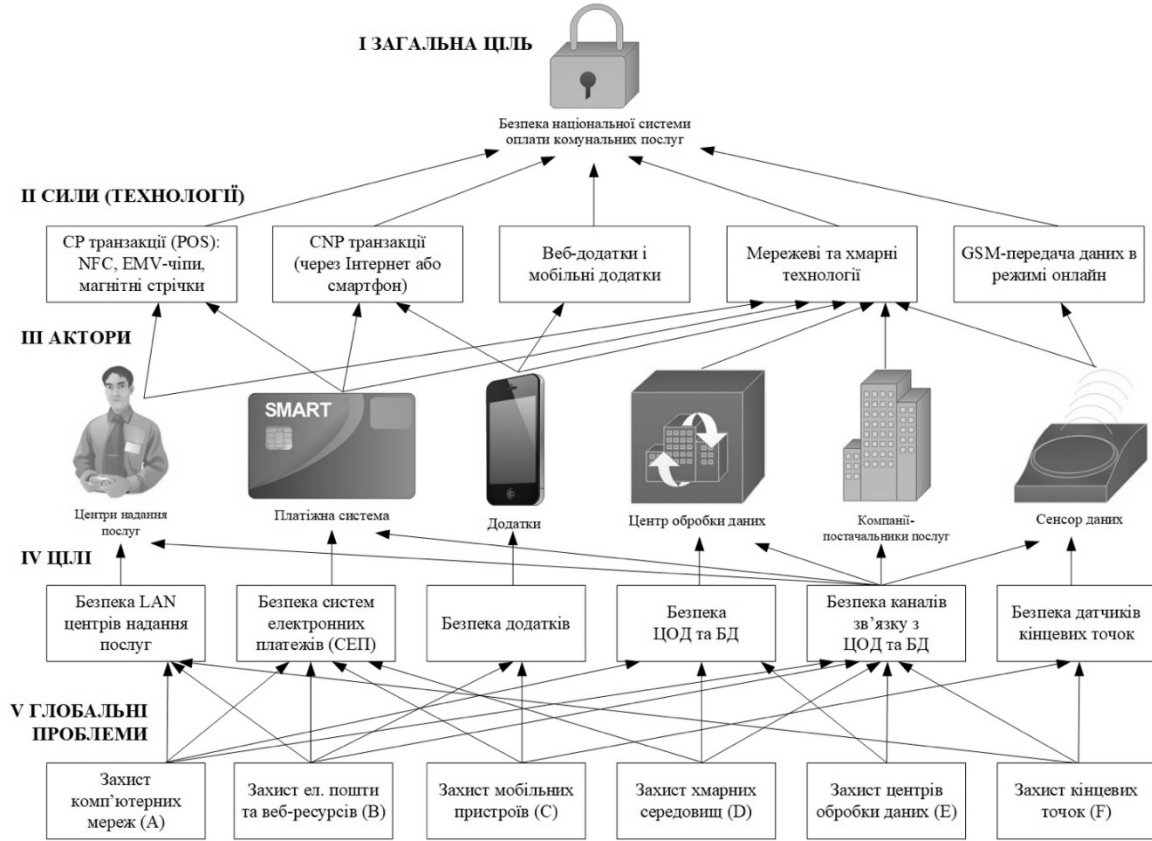 I ЗАГАЛЬНА ЦІЛЬ
Безпека національної системи
оплати комунальних послуг
II СИЛИ (ТЕХНОЛОГІЇ)
CP транзакції (POS):
NFC, EMV-чіпи,
магнітні стрічки
CNP транзакції
(через Інтернет або
смартфон)
Веб-додатки і
мобільні додатки
Мережеві та хмарні
технології
GSM-передача даних в
режимі онлайн
III АКТОРИ
SMART
Центри надання
послуг
Платіжна система
Додатки
Центр обробки даних
Компанії-
постачальники послуг
Сенсор даних
IV ЦІЛІ
Безпека LAN
центрів надання
послуг
Безпека систем
електронних
платежів (СЕП)
Безпека додатків
Безпека
ЦОД та БД
Безпека каналів
зв’язку з
ЦОД та БД
Безпека датчиків
кінцевих точок
V ГЛОБАЛЬНІ
ПРОБЛЕМИ
Захист
комп’ютерних
мереж (A)
Захист ел. пошти
та веб-ресурсів (B)
Захист мобільних
пристроїв (C)
Захист хмарних
середовищ (D)
Захист центрів
обробки даних (E)
Захист кінцевих
точок (F)